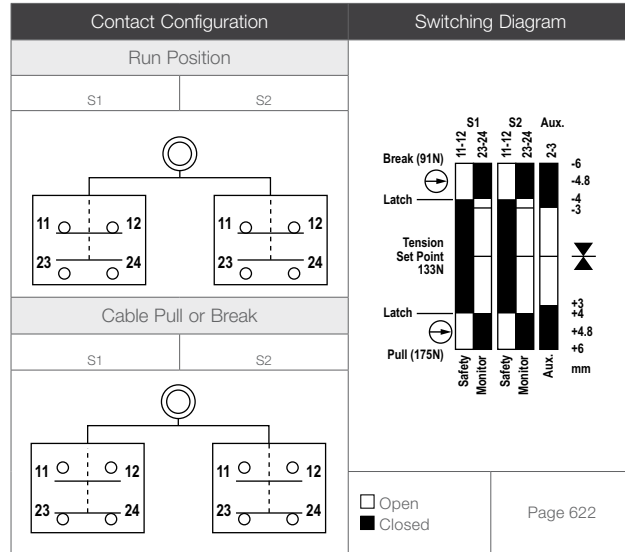 Contact Configuration
Switching Diagram
Run Position
S1 S2
11 12
23 24
11 12
23 24
Cable Pull or Break
S1 S2
11 12
23 24
11 12
23 24
S1 S2 Aux.
11-12 23-24 11-12 23-24 2-3
Break (91N)
Latch
Tension
Set Point
133N
Latch
Pull (175N)
-6
-4.8
-4
-3
+3
+4
+4.8
+6
mm
Safety Monitor Safety Monitor Aux.
Open
Closed
Page 622